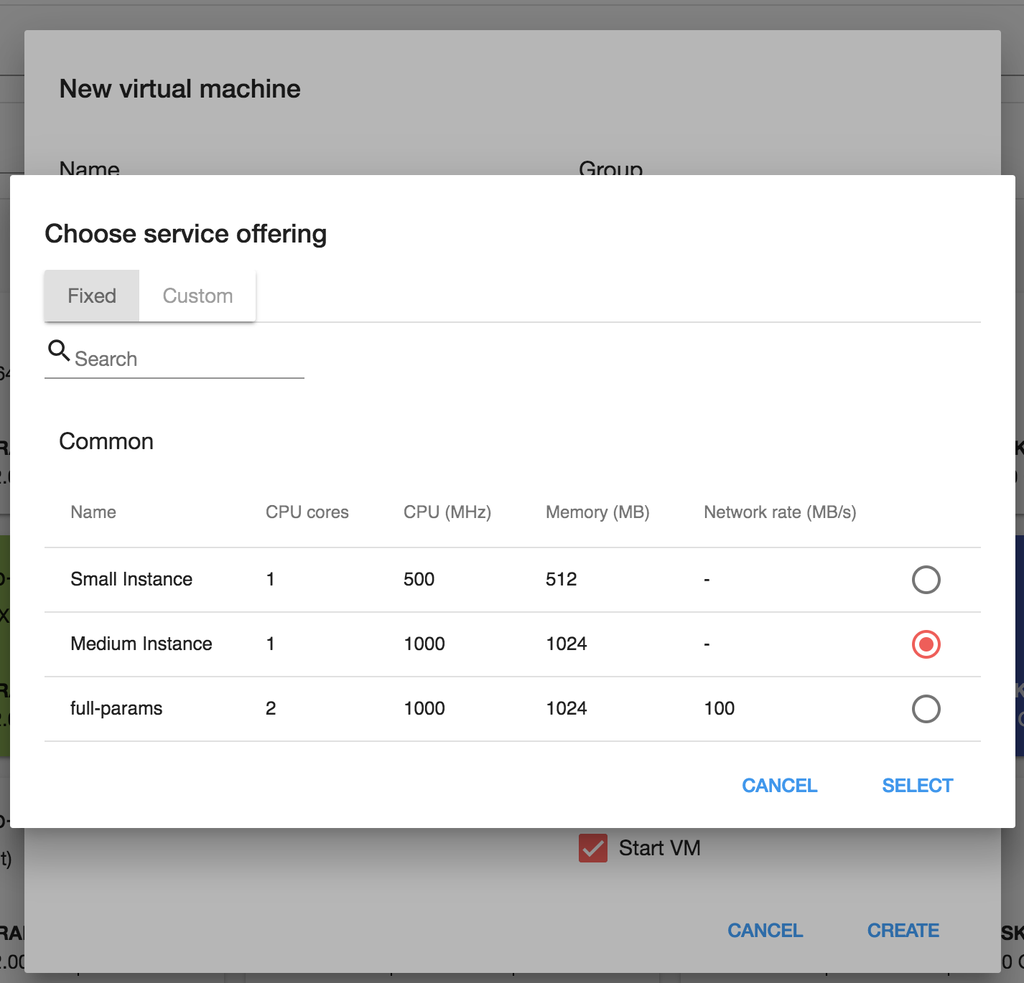 New virtual machine
Name Group
Choose service offering
Fixed Custom
Search
Common
Name CPU cores CPU (MHz) Memory (MB) Network rate (MB/s)
Small Instance 1 500 512 -
Medium Instance 1 1000 1024 -
full-params 2 1000 1024 100
CANCEL SELECT
Start VM
CANCEL CREATE